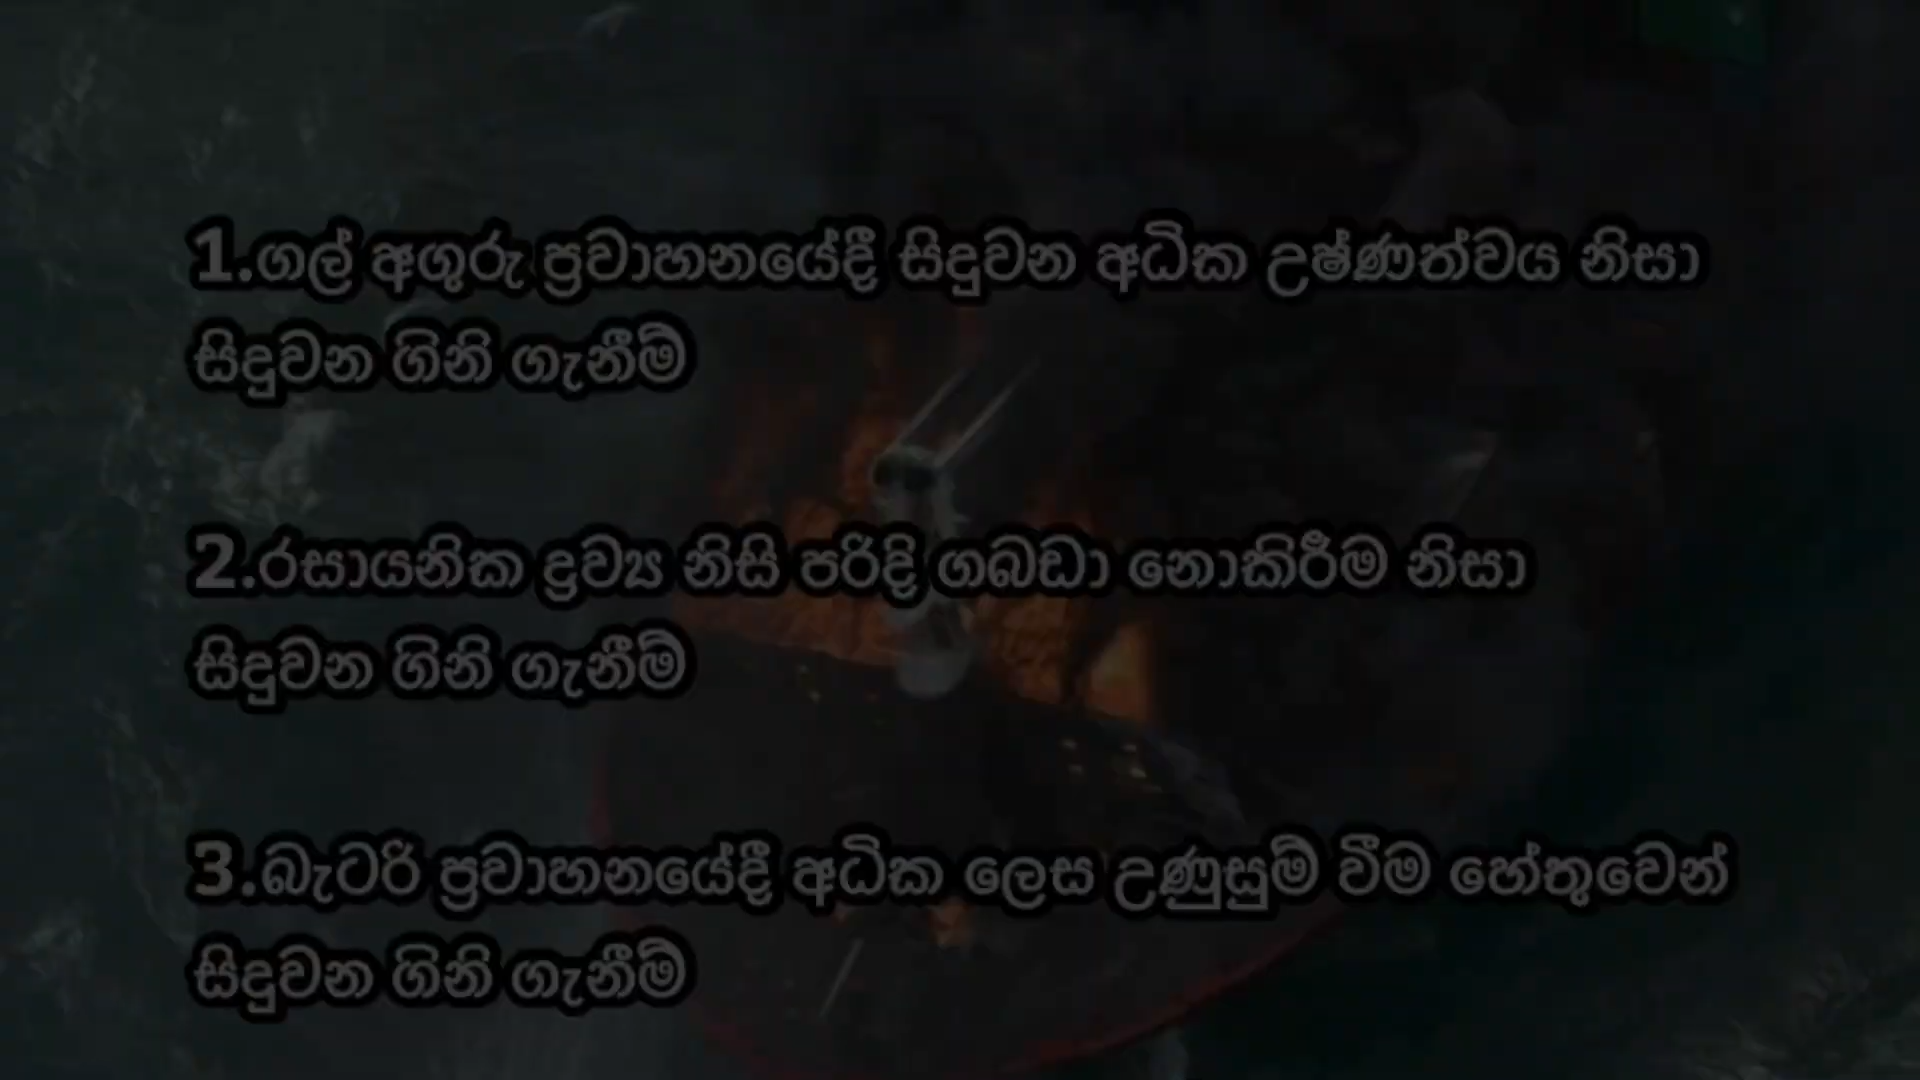 1.ගල් අගුරු ප්‍රවාහනයේදී සිදුවන අධික උෂ්ණත්වය නිසා
සිදුවන ගිනි ගැනීම්
2.රසායනික ද්‍රව්‍ය නිසි පරිදි ගබඩා නොකිරීම නිසා
සිදුවන ගිනි ගැනීම්
3.බැටරි ප්‍රවාහනයේදී අධික ලෙස උණුසුම් වීම හේතුවෙන්
සිදුවන ගිනි ගැනීම්